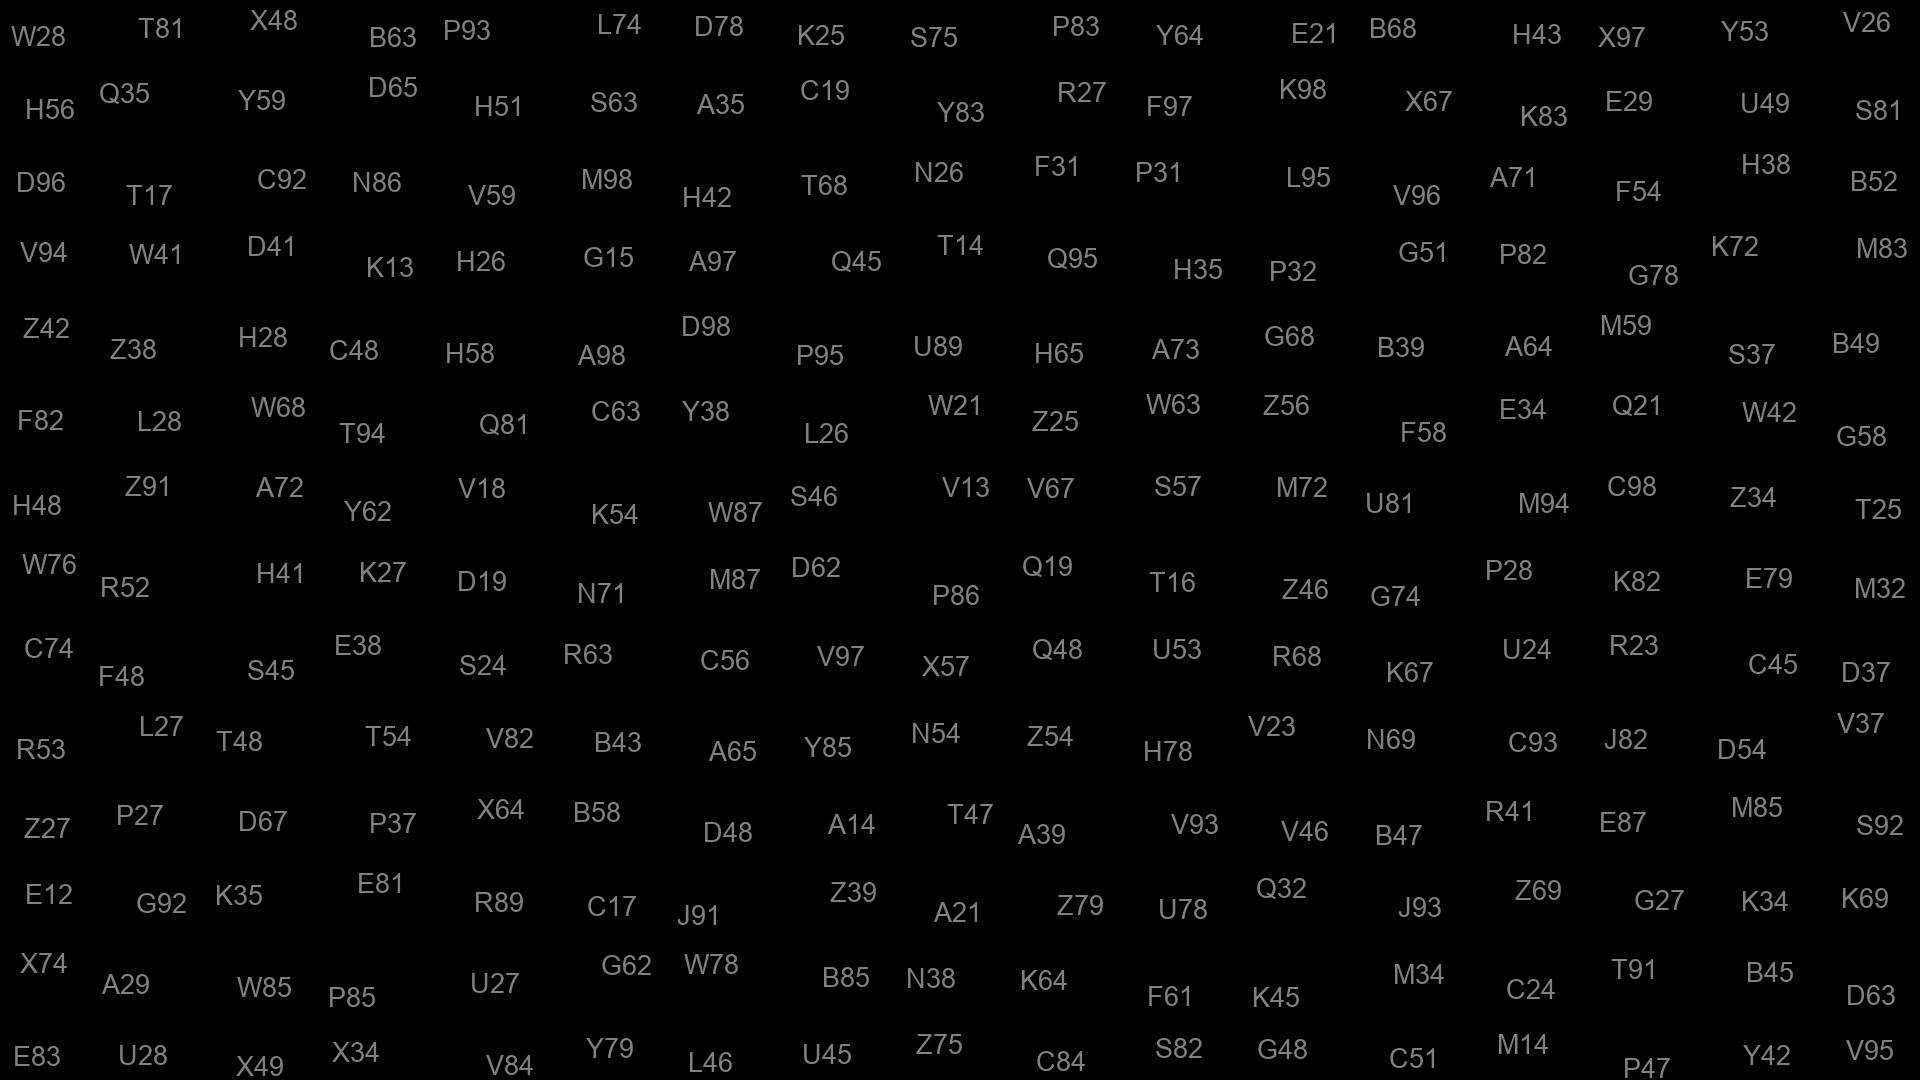 W28 T81 X48 B63 P93 L74 D78 K25 S75 P83 Y64 E21 B68 H43 X97 Y53 V26
H56 Q35 Y59 D65 H51 S63 A35 C19 Y83 R27 F97 K98 X67 K83 E29 U49 S81
D96 T17 C92 N86 V59 M98 H42 T68 N26 F31 P31 L95 V96 A71 F54 H38 B52
V94 W41 D41 K13 H26 G15 A97 Q45 T14 Q95 H35 P32 G51 P82 G78 K72 M83
Z42 Z38 H28 C48 H58 A98 D98 P95 U89 H65 A73 G68 B39 A64 M59 S37 B49
F82 L28 W68 T94 Q81 C63 Y38 L26 W21 Z25 W63 Z56 F58 E34 Q21 W42 G58
H48 Z91 A72 Y62 V18 K54 W87 S46 V13 V67 S57 M72 U81 M94 C98 Z34 T25
W76 R52 H41 K27 D19 N71 M87 D62 P86 Q19 T16 Z46 G74 P28 K82 E79 M32
C74 F48 S45 E38 S24 R63 C56 V97 X57 Q48 U53 R68 K67 U24 R23 C45 D37
R53 L27 T48 T54 V82 B43 A65 Y85 N54 Z54 H78 V23 N69 C93 J82 D54 V37
Z27 P27 D67 P37 X64 B58 D48 A14 T47 A39 V93 V46 B47 R41 E87 M85 S92
E12 G92 K35 E81 R89 C17 J91 Z39 A21 Z79 U78 Q32 J93 Z69 G27 K34 K69
X74 A29 W85 P85 U27 G62 W78 B85 N38 K64 F61 K45 M34 C24 T91 B45 D63
E83 U28 X49 X34 V84 Y79 L46 U45 Z75 C84 S82 G48 C51 M14 P47 Y42 V95